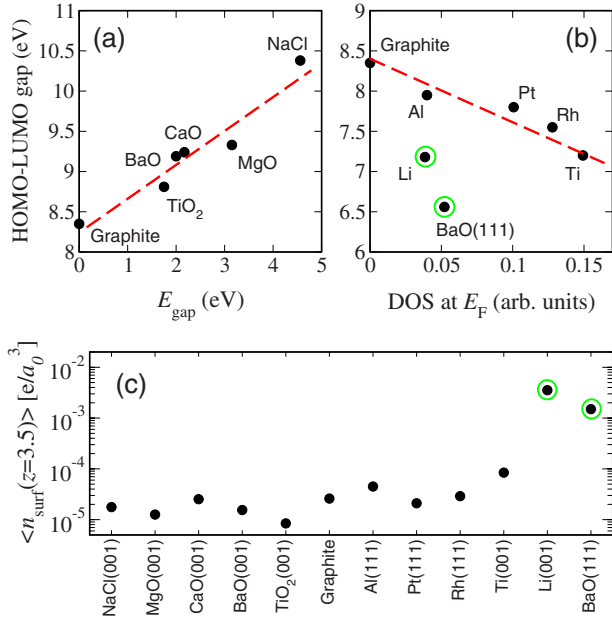 HOMO-LUMO gap (eV)
(a)
10.5
10
9.5
9
8.5
8
0
1
2
3
4
5
NaCl
CaO
BaO
MgO
TiO2
Graphite
Egap (eV)
(b)
9
8.5
8
7.5
7
6.5
6
0
0.05
0.1
0.15
Graphite
Pt
Al
Rh
Li
Ti
BaO(111)
DOS at EF (arb. units)
(c)
<nsurf(z=3.5)> [e/a0^3]
10^-2
10^-3
10^-4
10^-5
NaCl(001)
MgO(001)
CaO(001)
BaO(001)
TiO2(001)
Graphite
Al(111)
Pt(111)
Rh(111)
Ti(001)
Li(001)
BaO(111)